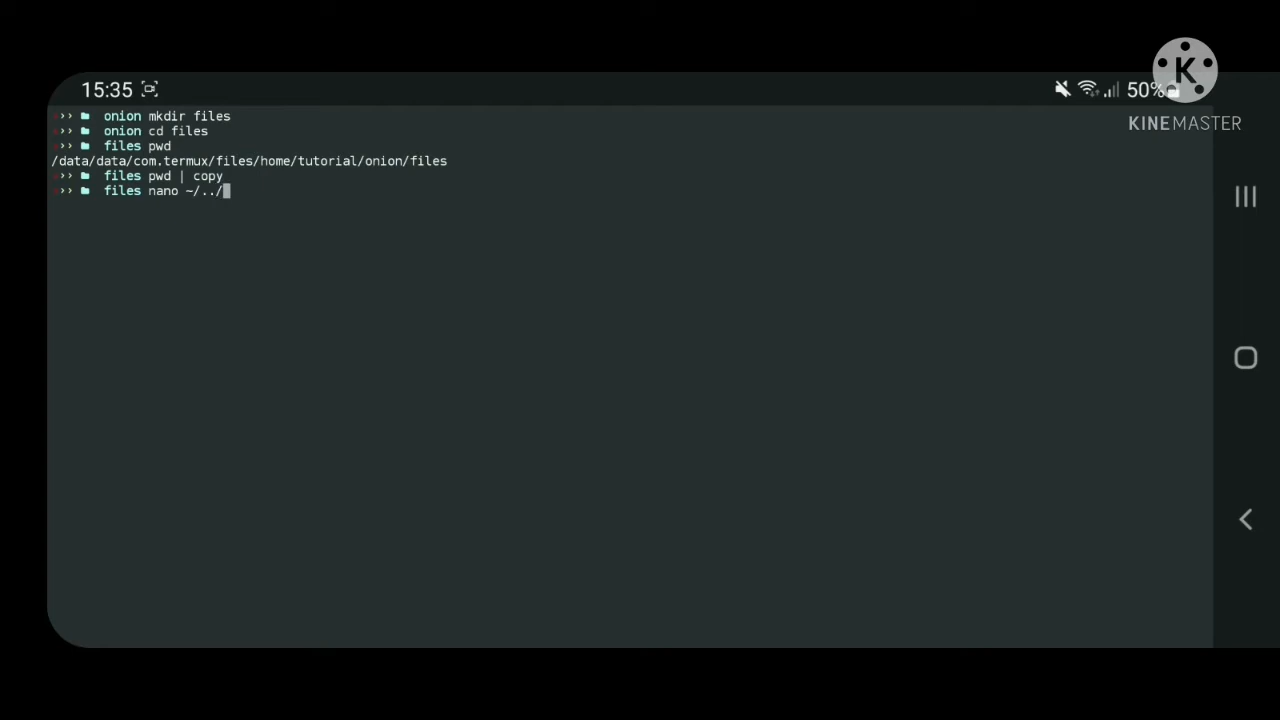 15:35
50%
K
KINEMASTER
>> onion mkdir files
>> onion cd files
>> files pwd
/data/data/com.termux/files/home/tutorial/onion/files
>> files pwd | copy
>> files nano ~/../